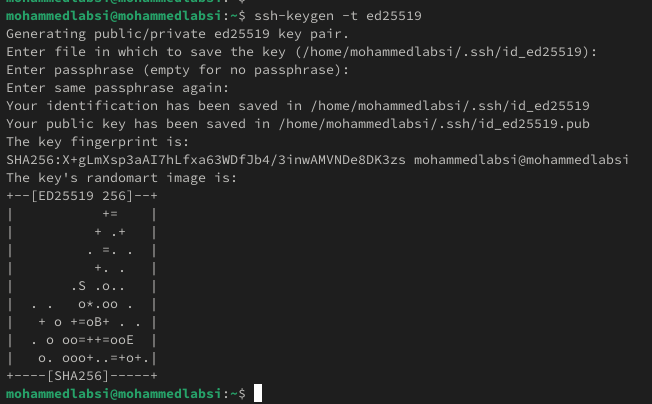 mohammedlabsi@mohammedlabsi:~$
mohammedlabsi@mohammedlabsi:~$ ssh-keygen -t ed25519
Generating public/private ed25519 key pair.
Enter file in which to save the key (/home/mohammedlabsi/.ssh/id_ed25519):
Enter passphrase (empty for no passphrase):
Enter same passphrase again:
Your identification has been saved in /home/mohammedlabsi/.ssh/id_ed25519
Your public key has been saved in /home/mohammedlabsi/.ssh/id_ed25519.pub
The key fingerprint is:
SHA256:X+gLmXsp3aAI7hLfxa63WDfJb4/3inwAMVNDe8DK3zs mohammedlabsi@mohammedlabsi
The key's randomart image is:
+--[ED25519 256]--+
|           +=    |
|          + .+   |
|         . =. .  |
|          +. .   |
|       .S .o..   |
|  . .   o*.oo .  |
|   + o +=oB+ . . |
|  . o oo=++=ooE  |
|   o. ooo+..=+o+.|
+----[SHA256]-----+
mohammedlabsi@mohammedlabsi:~$